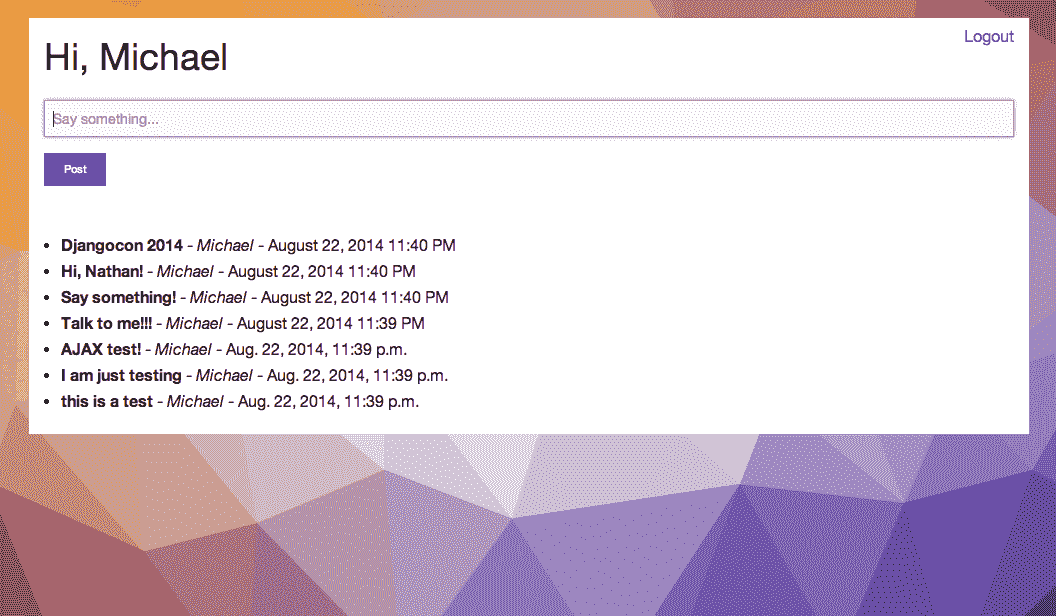 Logout
Hi, Michael
Say something...
Post
Djangocon 2014 - Michael - August 22, 2014 11:40 PM
Hi, Nathan! - Michael - August 22, 2014 11:40 PM
Say something! - Michael - August 22, 2014 11:40 PM
Talk to me!!! - Michael - August 22, 2014 11:39 PM
AJAX test! - Michael - Aug. 22, 2014, 11:39 p.m.
I am just testing - Michael - Aug. 22, 2014, 11:39 p.m.
this is a test - Michael - Aug. 22, 2014, 11:39 p.m.